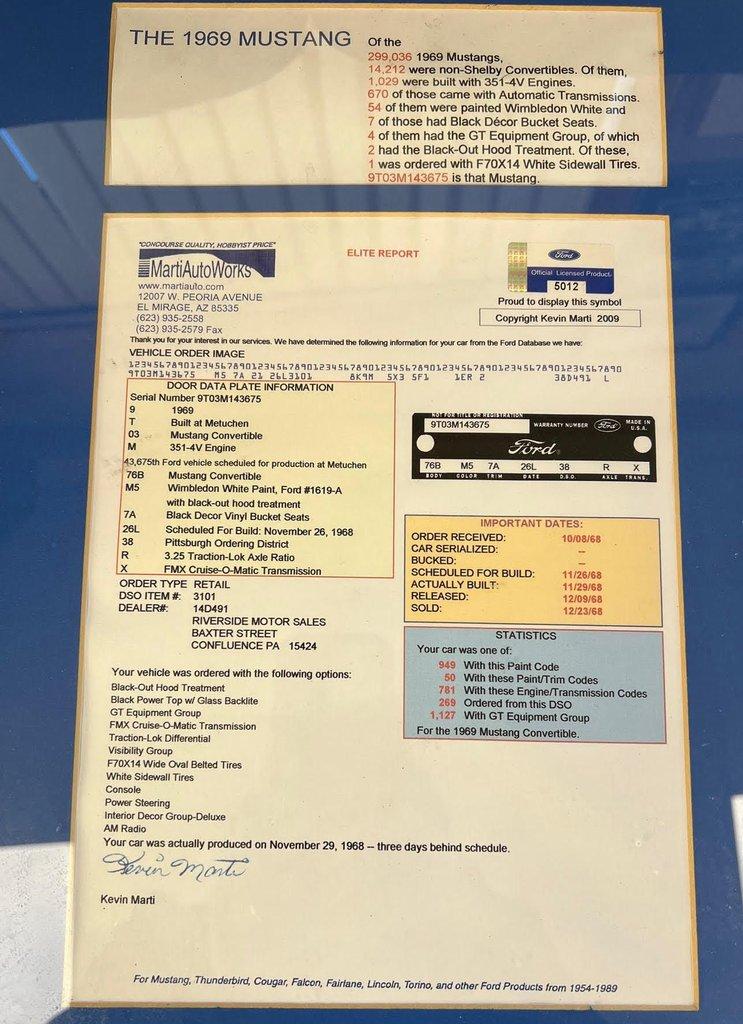 THE 1969 MUSTANG
Of the
299,036 1969 Mustangs,
14,212 were non-Shelby Convertibles. Of them,
1,029 were built with 351-4V Engines.
670 of those came with Automatic Transmissions.
54 of them were painted Wimbledon White and
7 of those had Black Décor Bucket Seats.
4 of them had the GT Equipment Group, of which
2 had the Black-Out Hood Treatment. Of these,
1 was ordered with F70X14 White Sidewall Tires.
9T03M143675 is that Mustang.
"CONCOURSE QUALITY, HOBBYIST PRICE"
MartiAutoWorks
www.martiauto.com
12007 W. PEORIA AVENUE
EL MIRAGE, AZ 85335
(623) 935-2558
(623) 935-2579 Fax
ELITE REPORT
Ford
Official Licensed Product
5012
Proud to display this symbol
Copyright Kevin Marti 2009
Thank you for your interest in our services. We have determined the following information for your car from the Ford Database we have:
VEHICLE ORDER IMAGE
12345678901234567890123456789012345678901234567890123456789012345678901234567890
9T03M143675 M5 7A 21 26L3101 8K9M 5X3 5F1 1ER 2 38D491 L
DOOR DATA PLATE INFORMATION
Serial Number 9T03M143675
9 1969
T Built at Metuchen
03 Mustang Convertible
M 351-4V Engine
43,675th Ford vehicle scheduled for production at Metuchen
76B Mustang Convertible
M5 Wimbledon White Paint, Ford #1619-A
with black-out hood treatment
7A Black Decor Vinyl Bucket Seats
26L Scheduled For Build: November 26, 1968
38 Pittsburgh Ordering District
R 3.25 Traction-Lok Axle Ratio
X FMX Cruise-O-Matic Transmission
NOT FOR TITLE OR REGISTRATION
9T03M143675 WARRANTY NUMBER Ford MADE IN U.S.A.
Ford
76B M5 7A 26L 38 R X
BODY COLOR TRIM DATE D.S.O. AXLE TRANS.
IMPORTANT DATES:
ORDER RECEIVED: 10/08/68
CAR SERIALIZED: --
BUCKED: --
SCHEDULED FOR BUILD: 11/26/68
ACTUALLY BUILT: 11/29/68
RELEASED: 12/09/68
SOLD: 12/23/68
ORDER TYPE RETAIL
DSO ITEM #: 3101
DEALER#: 14D491
RIVERSIDE MOTOR SALES
BAXTER STREET
CONFLUENCE PA 15424
STATISTICS
Your car was one of:
949 With this Paint Code
50 With these Paint/Trim Codes
781 With these Engine/Transmission Codes
269 Ordered from this DSO
1,127 With GT Equipment Group
For the 1969 Mustang Convertible.
Your vehicle was ordered with the following options:
Black-Out Hood Treatment
Black Power Top w/ Glass Backlite
GT Equipment Group
FMX Cruise-O-Matic Transmission
Traction-Lok Differential
Visibility Group
F70X14 Wide Oval Belted Tires
White Sidewall Tires
Console
Power Steering
Interior Decor Group-Deluxe
AM Radio
Your car was actually produced on November 29, 1968 -- three days behind schedule.
Kevin Marti
Kevin Marti
For Mustang, Thunderbird, Cougar, Falcon, Fairlane, Lincoln, Torino, and other Ford Products from 1954-1989